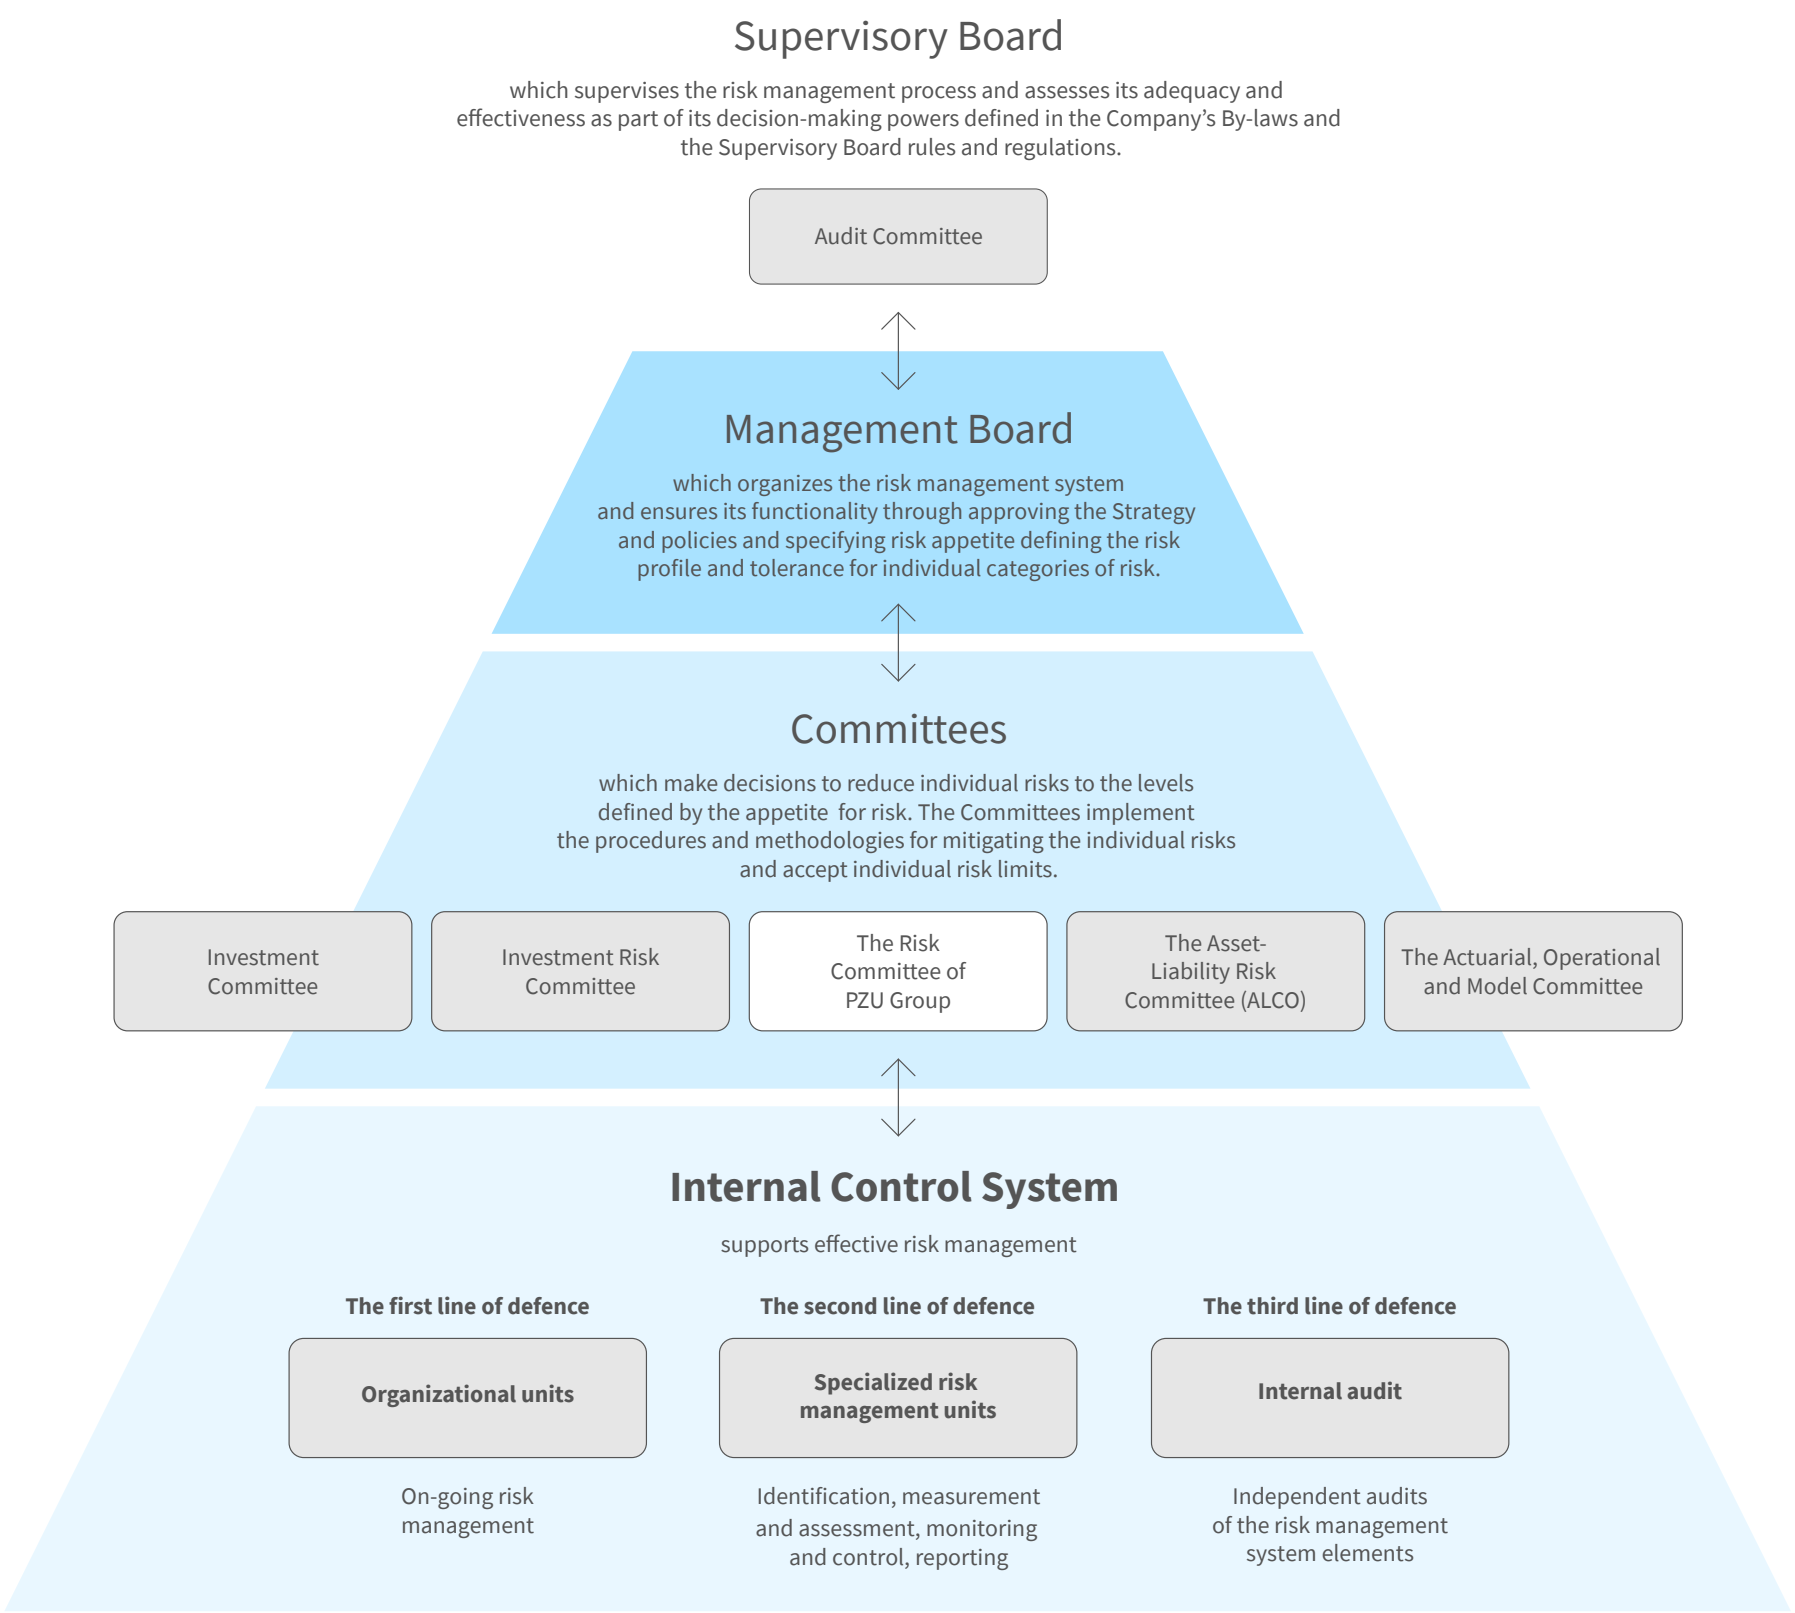 Supervisory Board
which supervises the risk management process and assesses its adequacy and
effectiveness as part of its decision-making powers defined in the Company’s By-laws and
the Supervisory Board rules and regulations.
Audit Committee
Management Board
which organizes the risk management system
and ensures its functionality through approving the Strategy
and policies and specifying risk appetite defining the risk
profile and tolerance for individual categories of risk.
Committees
which make decisions to reduce individual risks to the levels
defined by the appetite for risk. The Committees implement
the procedures and methodologies for mitigating the individual risks
and accept individual risk limits.
Investment
Committee
Investment Risk
Committee
The Risk
Committee of
PZU Group
The Asset-
Liability Risk
Committee (ALCO)
The Actuarial, Operational
and Model Committee
Internal Control System
supports effective risk management
The first line of defence
Organizational units
On-going risk
management
The second line of defence
Specialized risk
management units
Identification, measurement
and assessment, monitoring
and control, reporting
The third line of defence
Internal audit
Independent audits
of the risk management
system elements